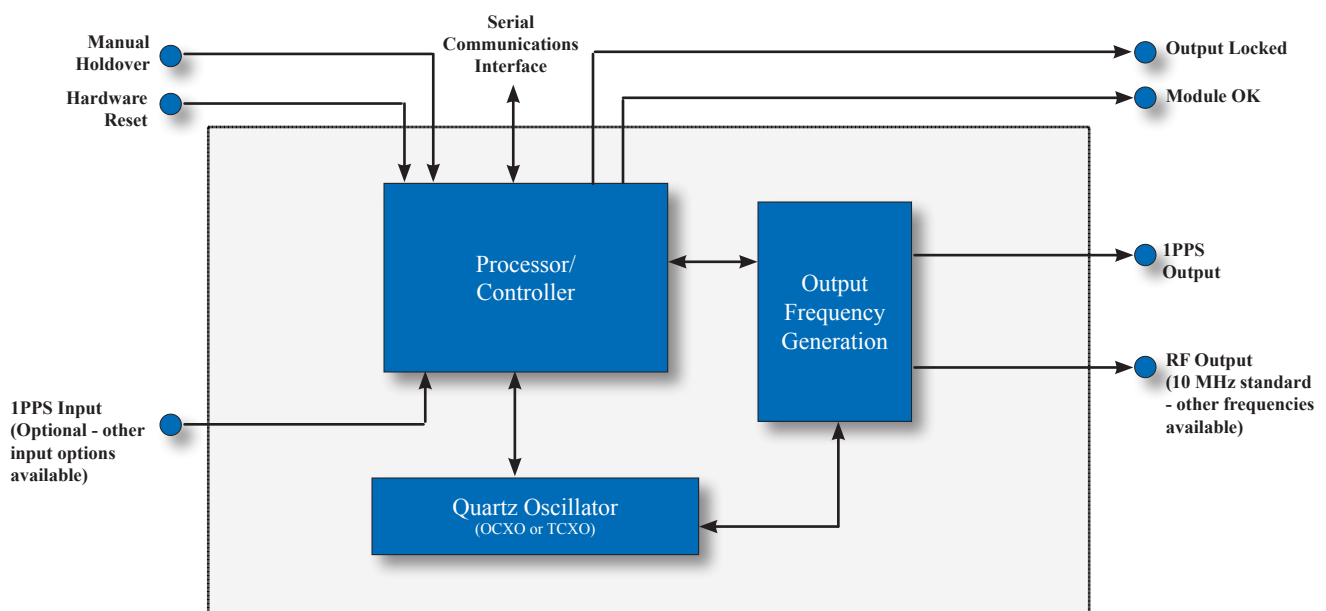 Manual
Holdover
Hardware
Reset
Serial
Communications
Interface
Output Locked
Module OK
Processor/
Controller
Output
Frequency
Generation
1PPS
Output
RF Output
(10 MHz standard
- other frequencies
available)
1PPS Input
(Optional - other
input options
available)
Quartz Oscillator
(OCXO or TCXO)